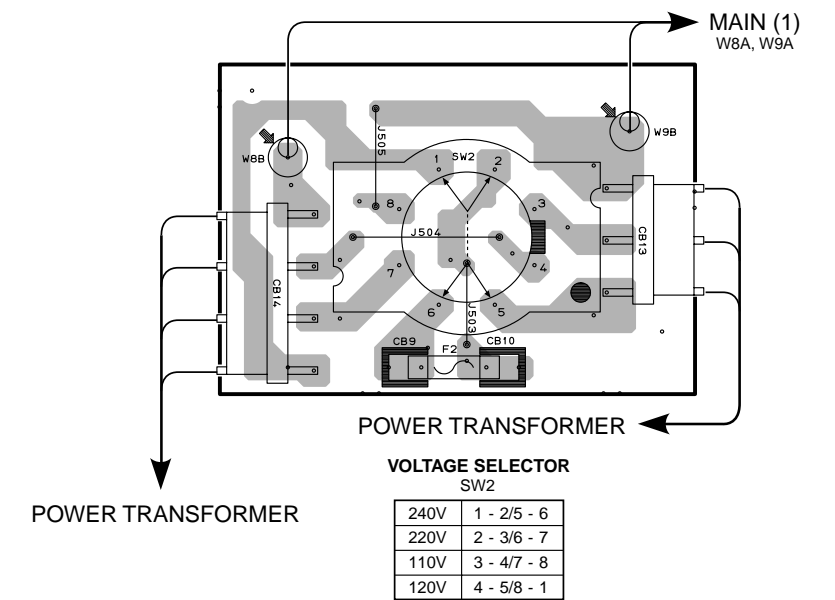 MAIN (1)
W8A, W9A
W9B
W8B
J505
1
SW2
2
8
3
J504
CB13
7
4
CB14
6
J503
5
CB9
F2
CB10
POWER TRANSFORMER
VOLTAGE SELECTOR
SW2
POWER TRANSFORMER
240V 1 - 2/5 - 6
220V 2 - 3/6 - 7
110V 3 - 4/7 - 8
120V 4 - 5/8 - 1